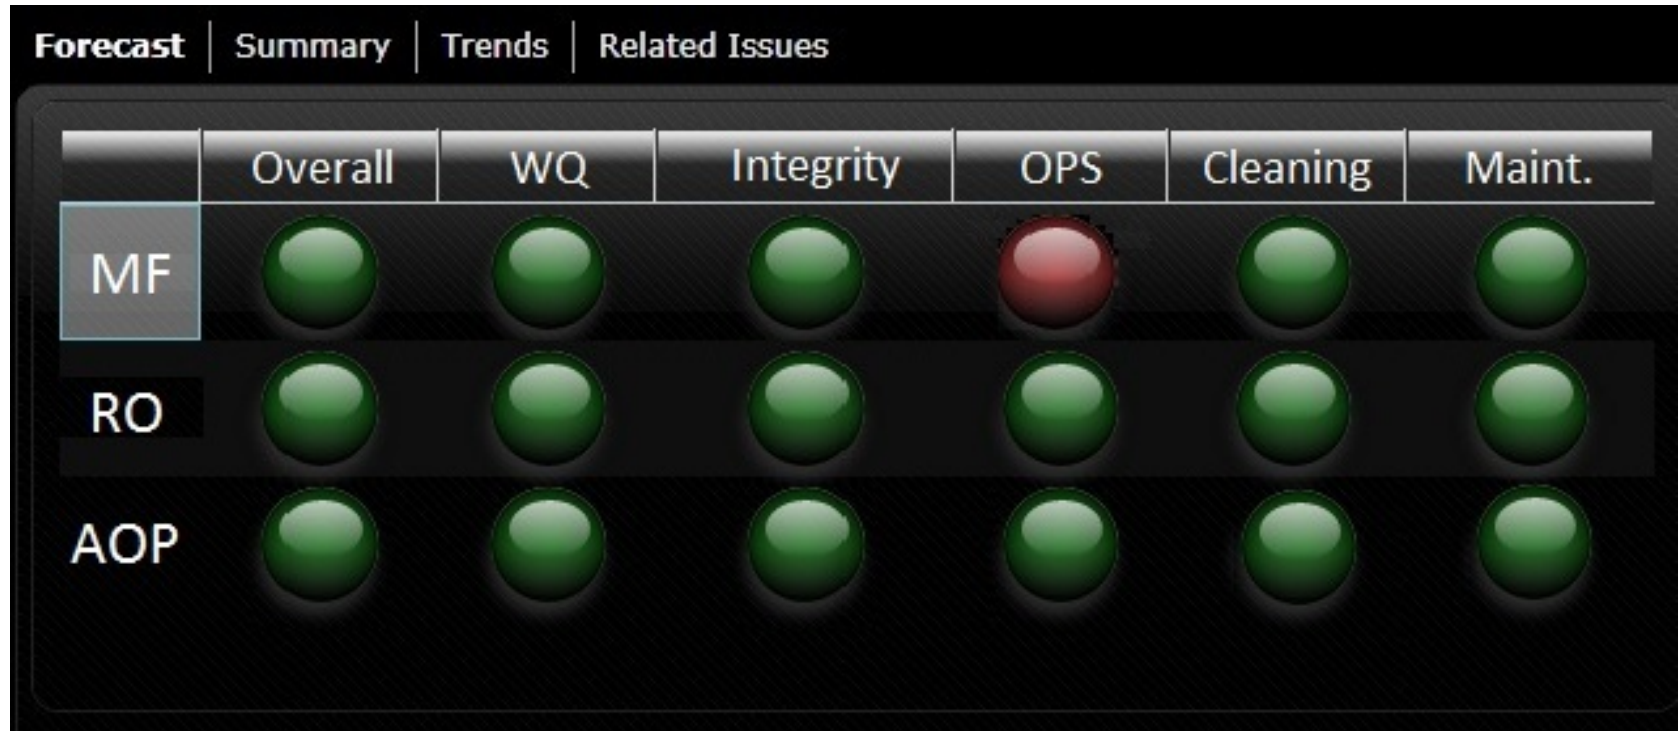 Forecast | Summary | Trends | Related Issues
Overall WQ Integrity OPS Cleaning Maint.
MF
RO
AOP